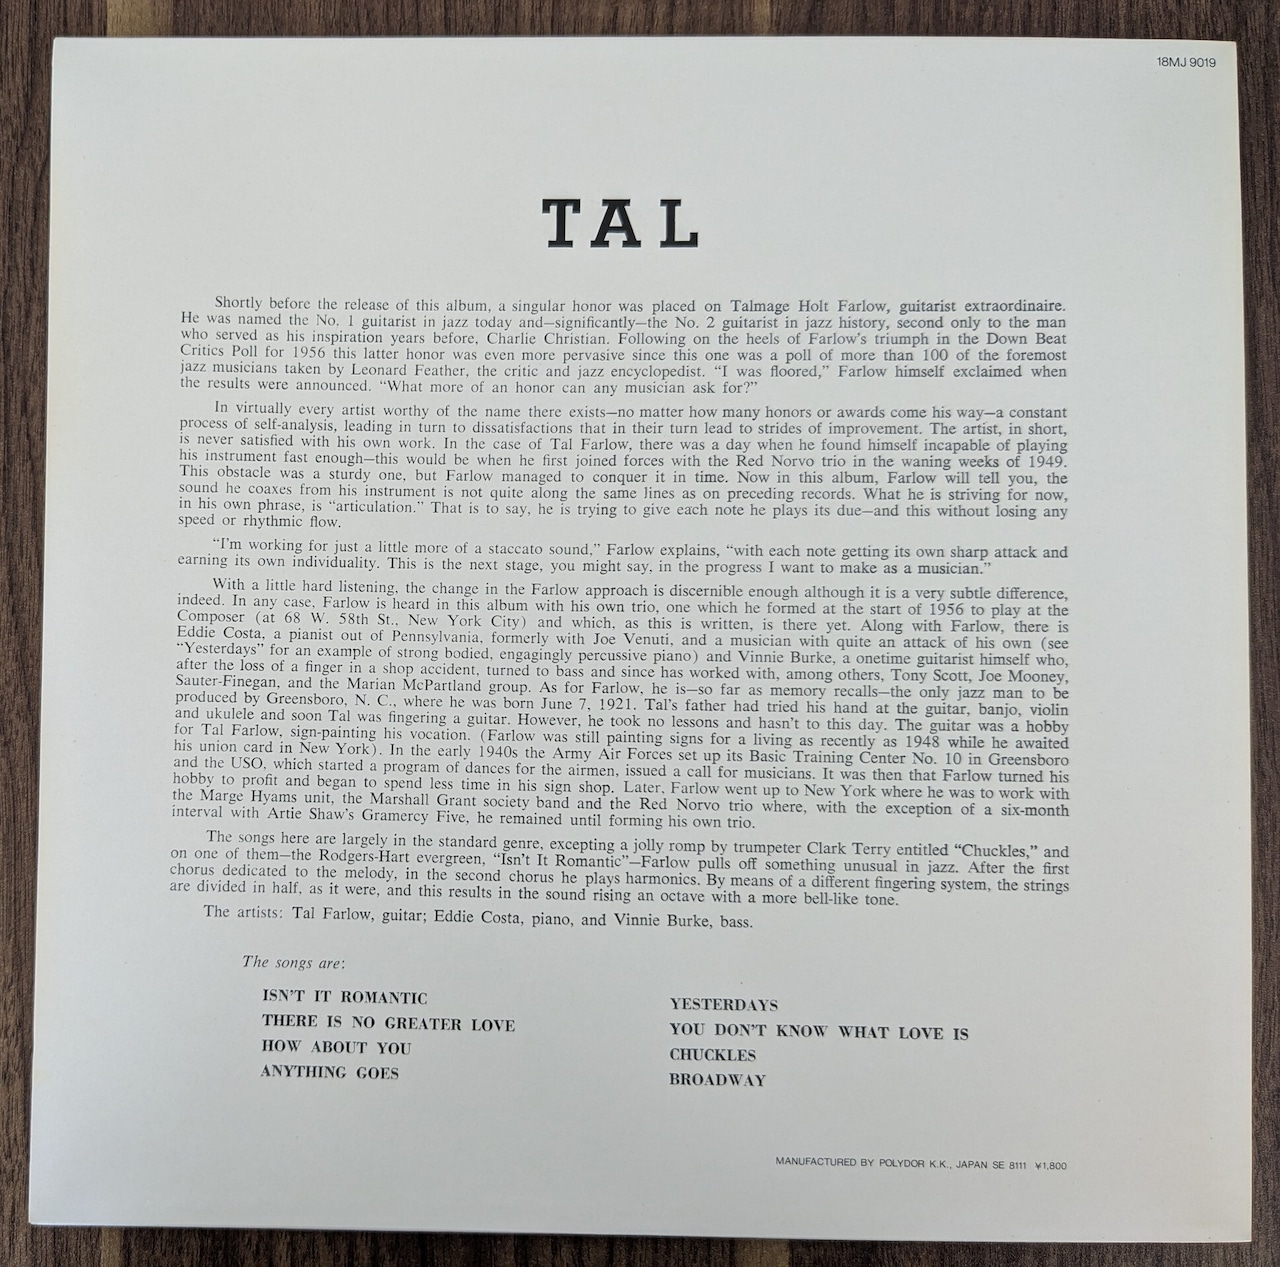 18MJ 9019
TAL
Shortly before the release of this album, a singular honor was placed on Talmage Holt Farlow, guitarist extraordinaire.
He was named the No. 1 guitarist in jazz today and—significantly—the No. 2 guitarist in jazz history, second only to the man
who served as his inspiration years before, Charlie Christian. Following on the heels of Farlow's triumph in the Down Beat
Critics Poll for 1956 this latter honor was even more pervasive since this one was a poll of more than 100 of the foremost
jazz musicians taken by Leonard Feather, the critic and jazz encyclopedist. “I was floored,” Farlow himself exclaimed when
the results were announced. “What more of an honor can any musician ask for?”
In virtually every artist worthy of the name there exists—no matter how many honors or awards come his way—a constant
process of self-analysis, leading in turn to dissatisfactions that in their turn lead to strides of improvement. The artist, in short,
is never satisfied with his own work. In the case of Tal Farlow, there was a day when he found himself incapable of playing
his instrument fast enough—this would be when he first joined forces with the Red Norvo trio in the waning weeks of 1949.
This obstacle was a sturdy one, but Farlow managed to conquer it in time. Now in this album, Farlow will tell you, the
sound he coaxes from his instrument is not quite along the same lines as on preceding records. What he is striving for now,
in his own phrase, is “articulation.” That is to say, he is trying to give each note he plays its due—and this without losing any
speed or rhythmic flow.
“I'm working for just a little more of a staccato sound,” Farlow explains, “with each note getting its own sharp attack and
earning its own individuality. This is the next stage, you might say, in the progress I want to make as a musician.”
With a little hard listening, the change in the Farlow approach is discernible enough although it is a very subtle difference,
indeed. In any case, Farlow is heard in this album with his own trio, one which he formed at the start of 1956 to play at the
Composer (at 68 W. 58th St., New York City) and which, as this is written, is there yet. Along with Farlow, there is
Eddie Costa, a pianist out of Pennsylvania, formerly with Joe Venuti, and a musician with quite an attack of his own (see
“Yesterdays” for an example of strong bodied, engagingly percussive piano) and Vinnie Burke, a onetime guitarist himself who,
after the loss of a finger in a shop accident, turned to bass and since has worked with, among others, Tony Scott, Joe Mooney,
Sauter-Finegan, and the Marian McPartland group. As for Farlow, he is—so far as memory recalls—the only jazz man to be
produced by Greensboro, N. C., where he was born June 7, 1921. Tal's father had tried his hand at the guitar, banjo, violin
and ukulele and soon Tal was fingering a guitar. However, he took no lessons and hasn't to this day. The guitar was a hobby
for Tal Farlow, sign-painting his vocation. (Farlow was still painting signs for a living as recently as 1948 while he awaited
his union card in New York). In the early 1940s the Army Air Forces set up its Basic Training Center No. 10 in Greensboro
and the USO, which started a program of dances for the airmen, issued a call for musicians. It was then that Farlow turned his
hobby to profit and began to spend less time in his sign shop. Later, Farlow went up to New York where he was to work with
the Marge Hyams unit, the Marshall Grant society band and the Red Norvo trio where, with the exception of a six-month
interval with Artie Shaw's Gramercy Five, he remained until forming his own trio.
The songs here are largely in the standard genre, excepting a jolly romp by trumpeter Clark Terry entitled “Chuckles,” and
on one of them—the Rodgers-Hart evergreen, “Isn't It Romantic”—Farlow pulls off something unusual in jazz. After the first
chorus dedicated to the melody, in the second chorus he plays harmonics. By means of a different fingering system, the strings
are divided in half, as it were, and this results in the sound rising an octave with a more bell-like tone.
The artists: Tal Farlow, guitar; Eddie Costa, piano, and Vinnie Burke, bass.
The songs are:
ISN'T IT ROMANTIC
THERE IS NO GREATER LOVE
HOW ABOUT YOU
ANYTHING GOES
YESTERDAYS
YOU DON'T KNOW WHAT LOVE IS
CHUCKLES
BROADWAY
MANUFACTURED BY POLYDOR K.K., JAPAN SE 8111 ¥1,800